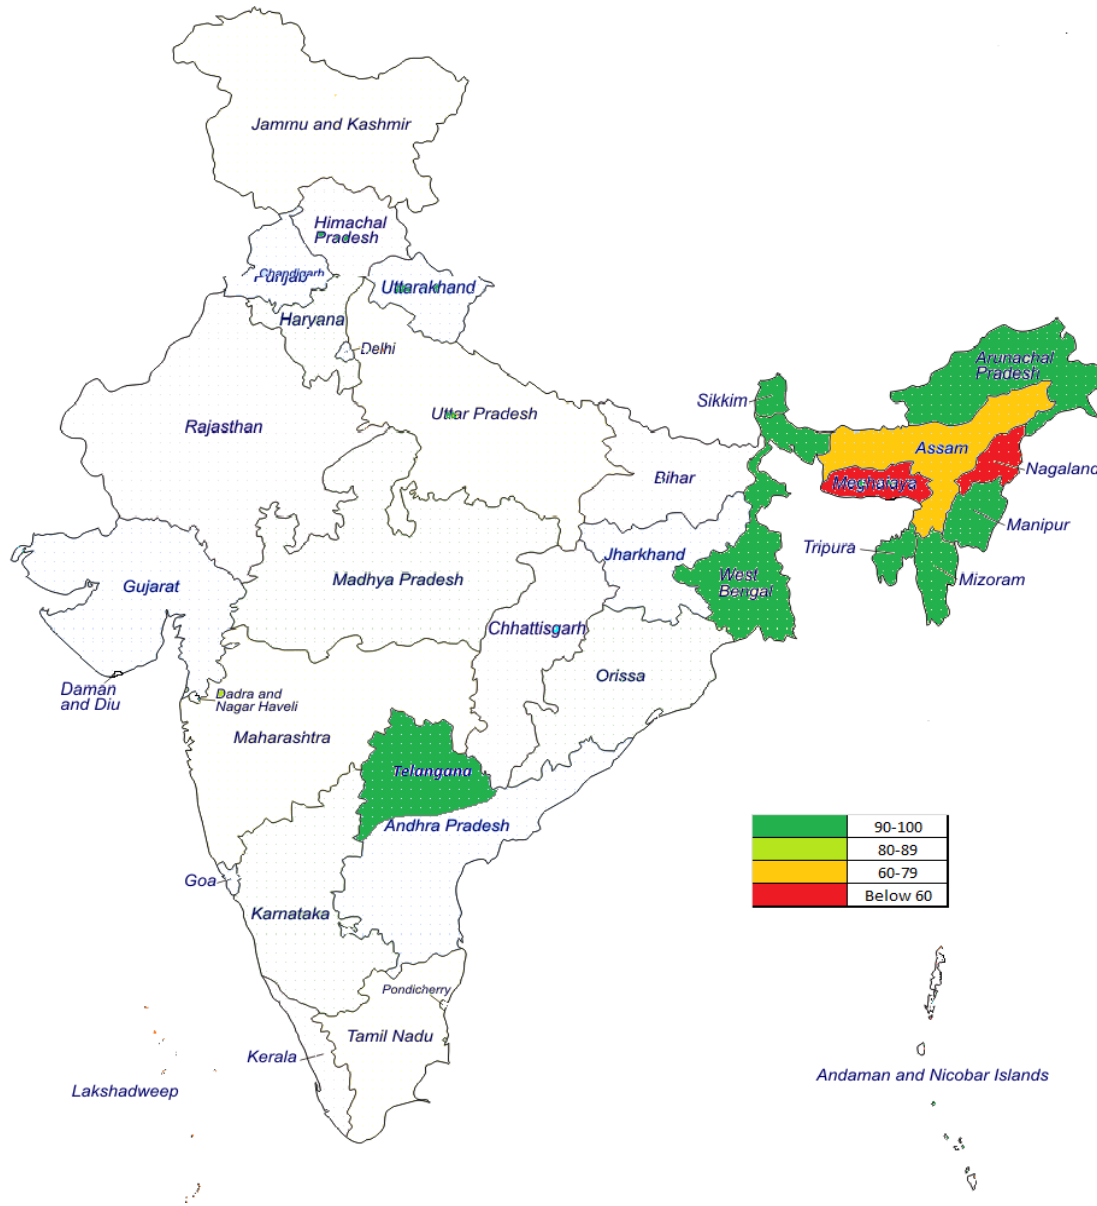 Jammu and Kashmir
Himachal
Pradesh
Chandigarh
Punjab
Uttarakhand
Haryana
Delhi
Arunachal
Pradesh
Sikkim
Uttar Pradesh
Rajasthan
Assam
Nagaland
Bihar
Meghalaya
Manipur
Tripura
Jharkhand
Mizoram
West
Bengal
Madhya Pradesh
Gujarat
Chhattisgarh
Orissa
Daman
and Diu
Dadra and
Nagar Haveli
Maharashtra
Telangana
Andhra Pradesh
90-100
80-89
60-79
Below 60
Goa
Karnataka
Pondicherry
Tamil Nadu
Kerala
Lakshadweep
Andaman and Nicobar Islands